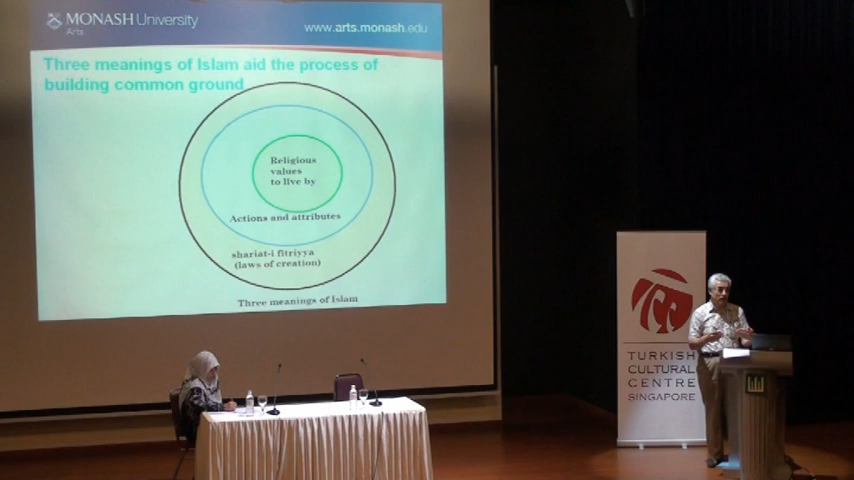 MONASH University
Arts
www.arts.monash.edu
Three meanings of Islam aid the process of
building common ground
Religious
values
to live by
Actions and attributes
shariat-i fitriyya
(laws of creation)
Three meanings of Islam
TURKISH
CULTURAL
CENTRE
SINGAPORE